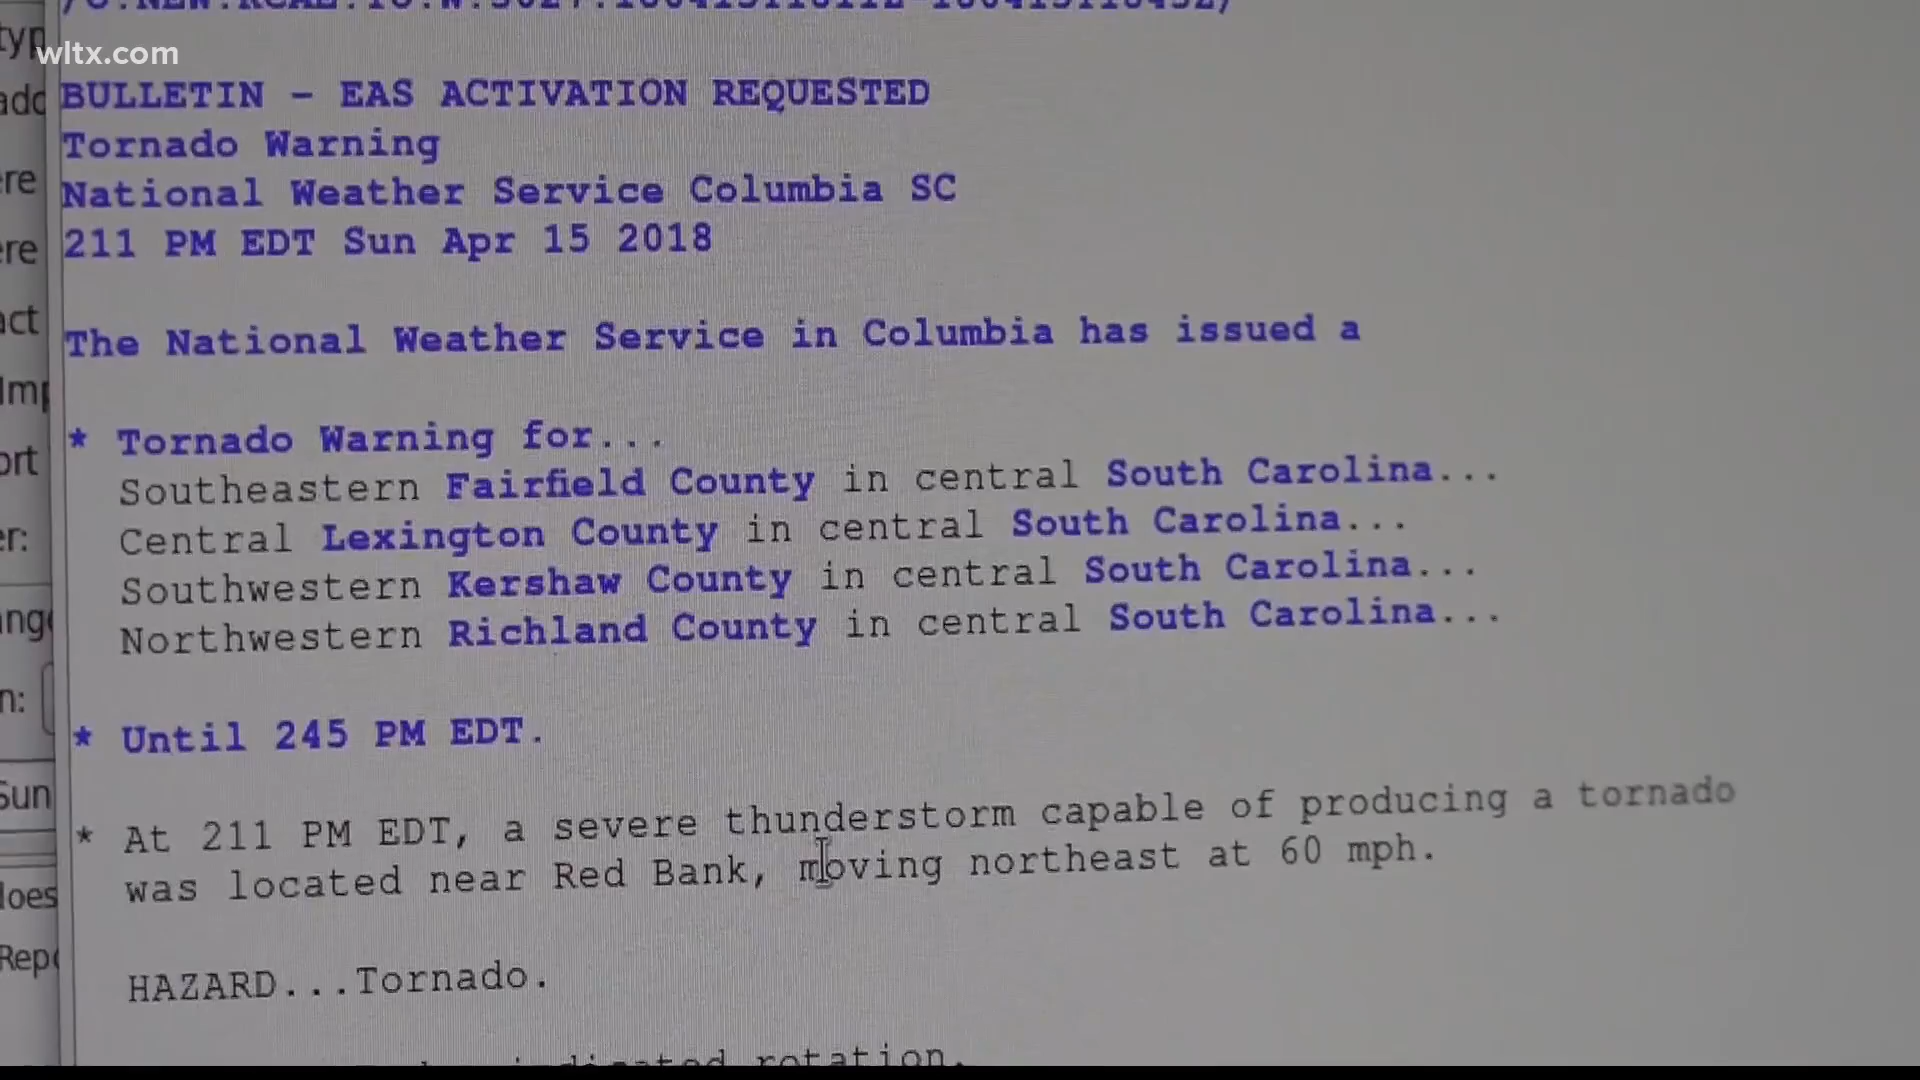 wltx.com
BULLETIN - EAS ACTIVATION REQUESTED
Tornado Warning
National Weather Service Columbia SC
211 PM EDT Sun Apr 15 2018
The National Weather Service in Columbia has issued a
* Tornado Warning for...
Southeastern Fairfield County in central South Carolina...
Central Lexington County in central South Carolina...
Southwestern Kershaw County in central South Carolina...
Northwestern Richland County in central South Carolina...
* Until 245 PM EDT.
* At 211 PM EDT, a severe thunderstorm capable of producing a tornado
was located near Red Bank, moving northeast at 60 mph.
HAZARD...Tornado.
rotation.
Sun